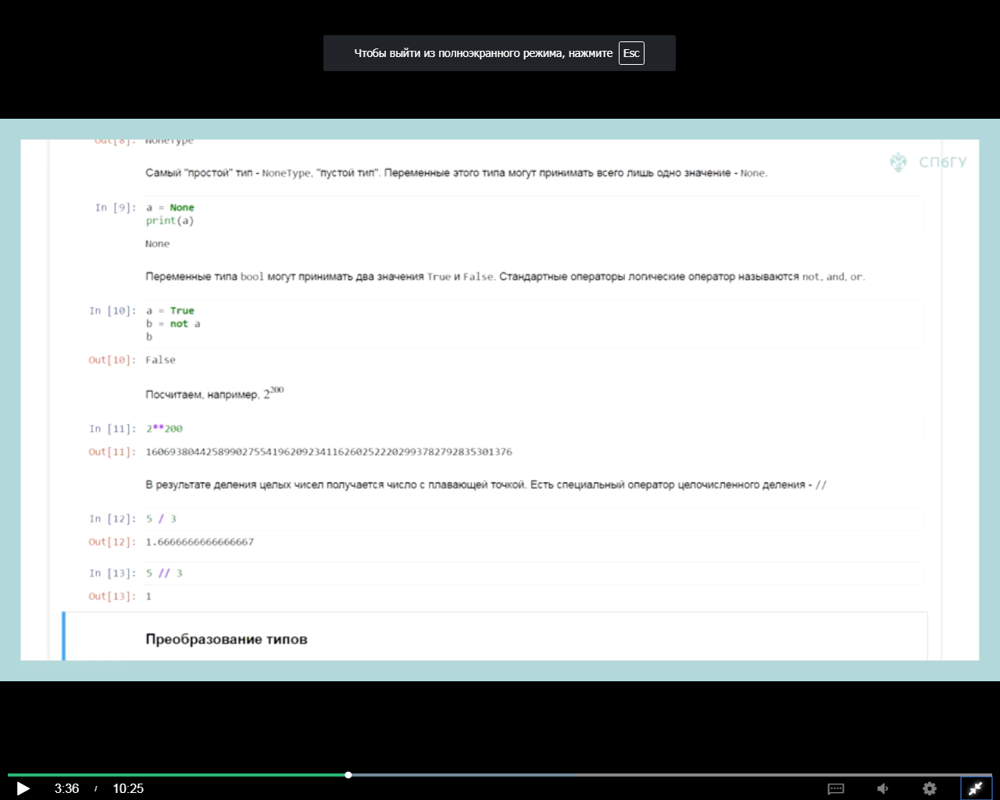 Чтобы выйти из полноэкранного режима, нажмите Esc
Out[8]: NoneType
СПбГУ
Самый "простой" тип - NoneType, "пустой тип". Переменные этого типа могут принимать всего лишь одно значение - None.
In [9]: a = None
print(a)
None
Переменные типа bool могут принимать два значения True и False. Стандартные операторы логические оператор называются not, and, or.
In [10]: a = True
b = not a
b
Out[10]: False
Посчитаем, например, 2^200
In [11]: 2**200
Out[11]: 1606938044258990275541962092341162602522202993782792835301376
В результате деления целых чисел получается число с плавающей точкой. Есть специальный оператор целочисленного деления - //
In [12]: 5 / 3
Out[12]: 1.6666666666666667
In [13]: 5 // 3
Out[13]: 1
Преобразование типов
3:36 / 10:25